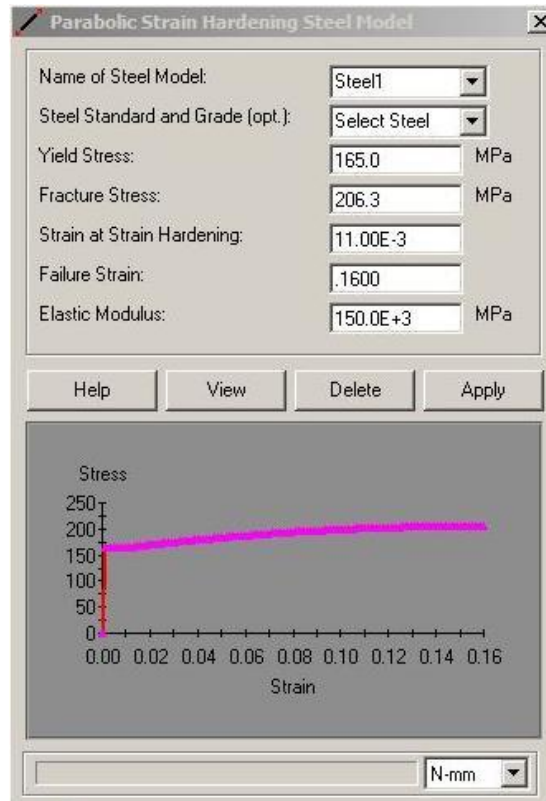 Parabolic Strain Hardening Steel Model
Name of Steel Model: Steel1
Steel Standard and Grade (opt.): Select Steel
Yield Stress: 165.0 MPa
Fracture Stress: 206.3 MPa
Strain at Strain Hardening: 11.00E-3
Failure Strain: .1600
Elastic Modulus: 150.0E+3 MPa
Help View Delete Apply
Stress
250
200
150
100
50
0
0.00 0.02 0.04 0.06 0.08 0.10 0.12 0.14 0.16
Strain
N-mm